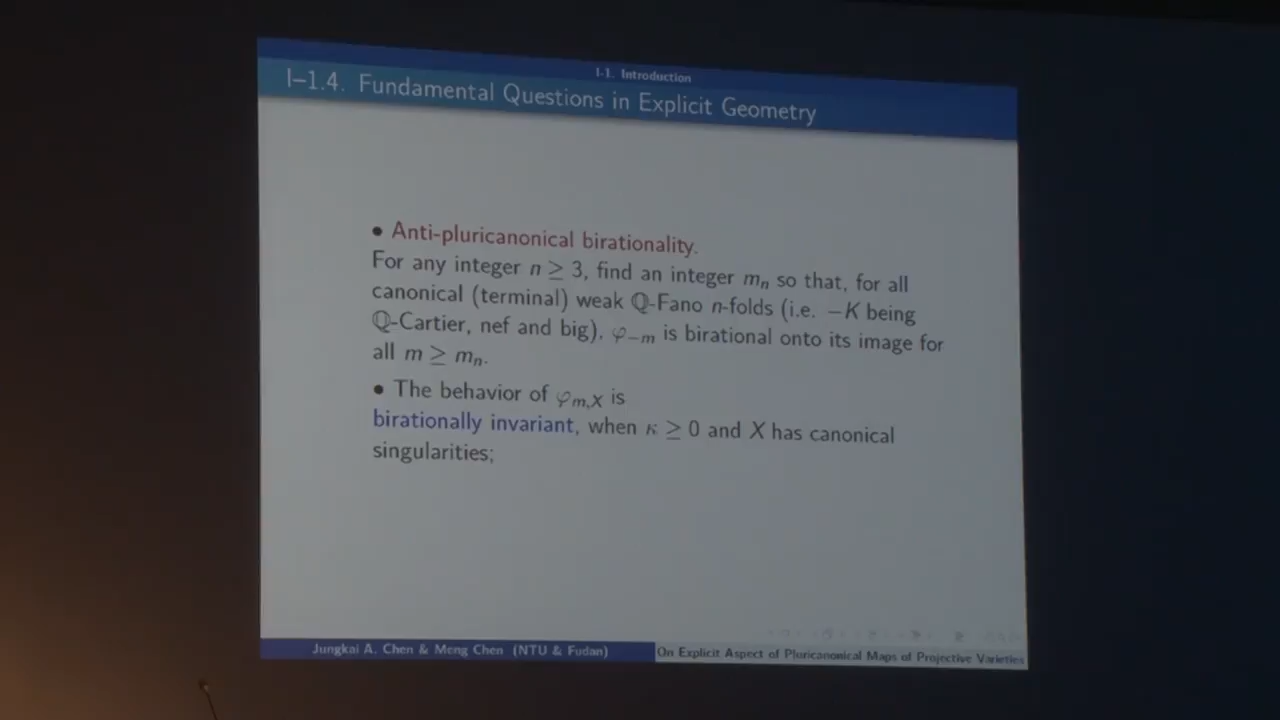 I-1. Introduction
I–1.4. Fundamental Questions in Explicit Geometry
• Anti-pluricanonical birationality.
For any integer n ≥ 3, find an integer mₙ so that, for all
canonical (terminal) weak ℚ-Fano n-folds (i.e. −K being
ℚ-Cartier, nef and big), φ₋ₘ is birational onto its image for
all m ≥ mₙ.
• The behavior of φₘ,X is
birationally invariant, when κ ≥ 0 and X has canonical
singularities;
Jungkai A. Chen & Meng Chen (NTU & Fudan)
On Explicit Aspect of Pluricanonical Maps of Projective Varieties